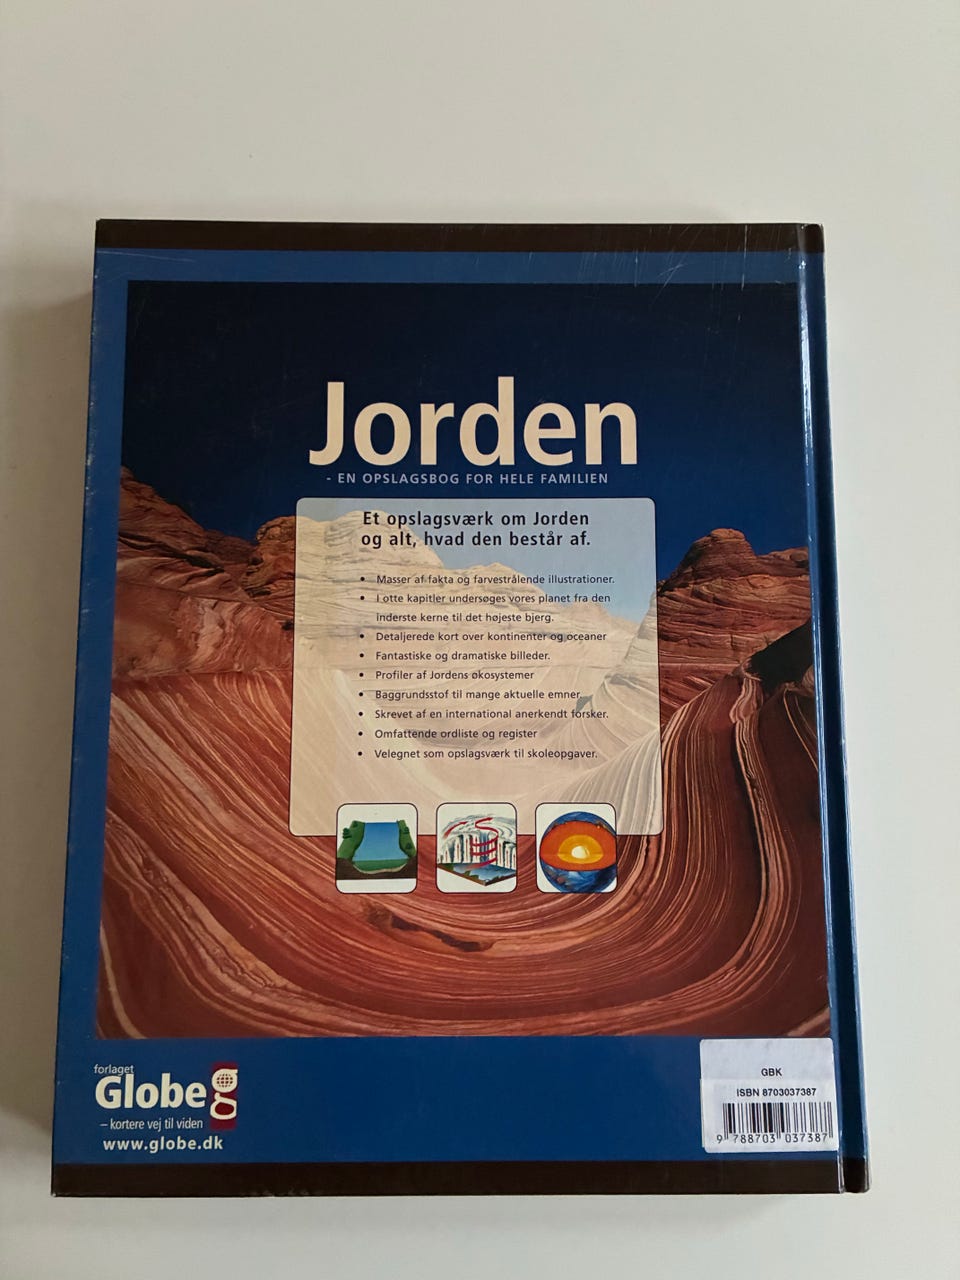 Jorden
- EN OPSLAGSBOG FOR HELE FAMILIEN
Et opslagsværk om Jorden
og alt, hvad den består af.
• Masser af fakta og farvestrålende illustrationer.
• I otte kapitler undersøges vores planet fra den
inderste kerne til det højeste bjerg.
• Detaljerede kort over kontinenter og oceaner
• Fantastiske og dramatiske billeder.
• Profiler af Jordens økosystemer
• Baggrundsstof til mange aktuelle emner.
• Skrevet af en international anerkendt forsker.
• Omfattende ordliste og register
• Velegnet som opslagsværk til skoleopgaver.
forlaget
Globe
– kortere vej til viden
www.globe.dk
GBK
ISBN 8703037387
9 788703 037387